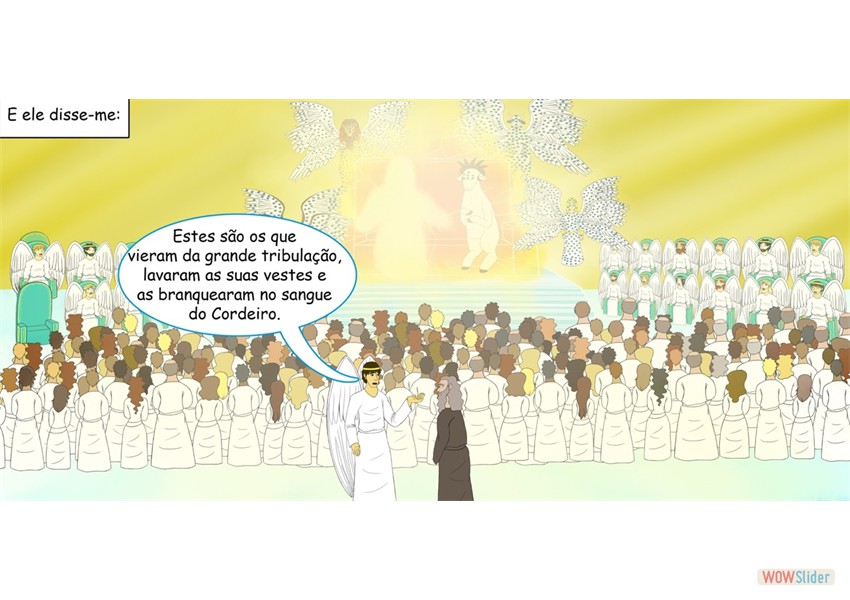 E ele disse-me:
Estes são os que
vieram da grande tribulação,
lavaram as suas vestes e
as branquearam no sangue
do Cordeiro.
WOWSlider